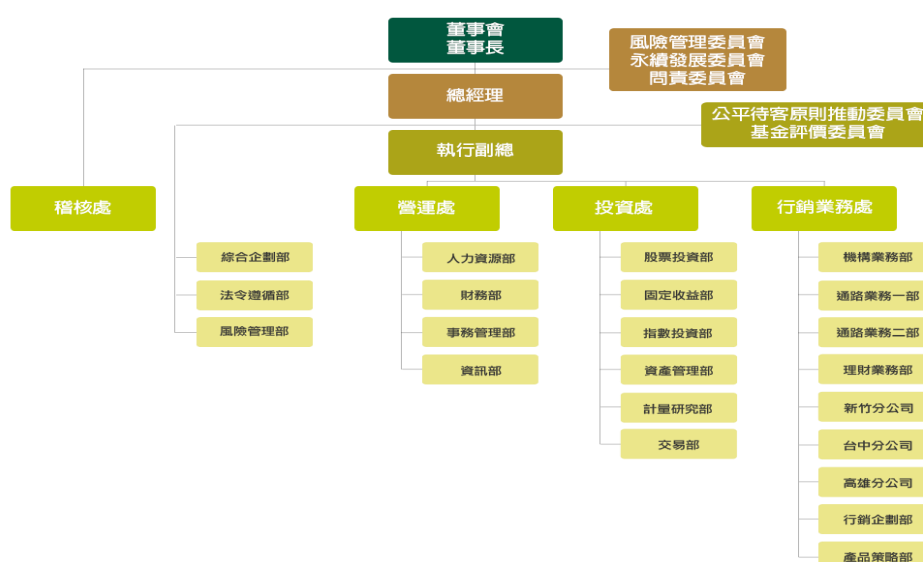 董事會
董事長
風險管理委員會
永續發展委員會
問責委員會
總經理
公平待客原則推動委員會
基金評價委員會
執行副總
稽核處
營運處
投資處
行銷業務處
綜合企劃部
法令遵循部
風險管理部
人力資源部
財務部
事務管理部
資訊部
股票投資部
固定收益部
指數投資部
資產管理部
計量研究部
交易部
機構業務部
通路業務一部
通路業務二部
理財業務部
新竹分公司
台中分公司
高雄分公司
行銷企劃部
產品策略部